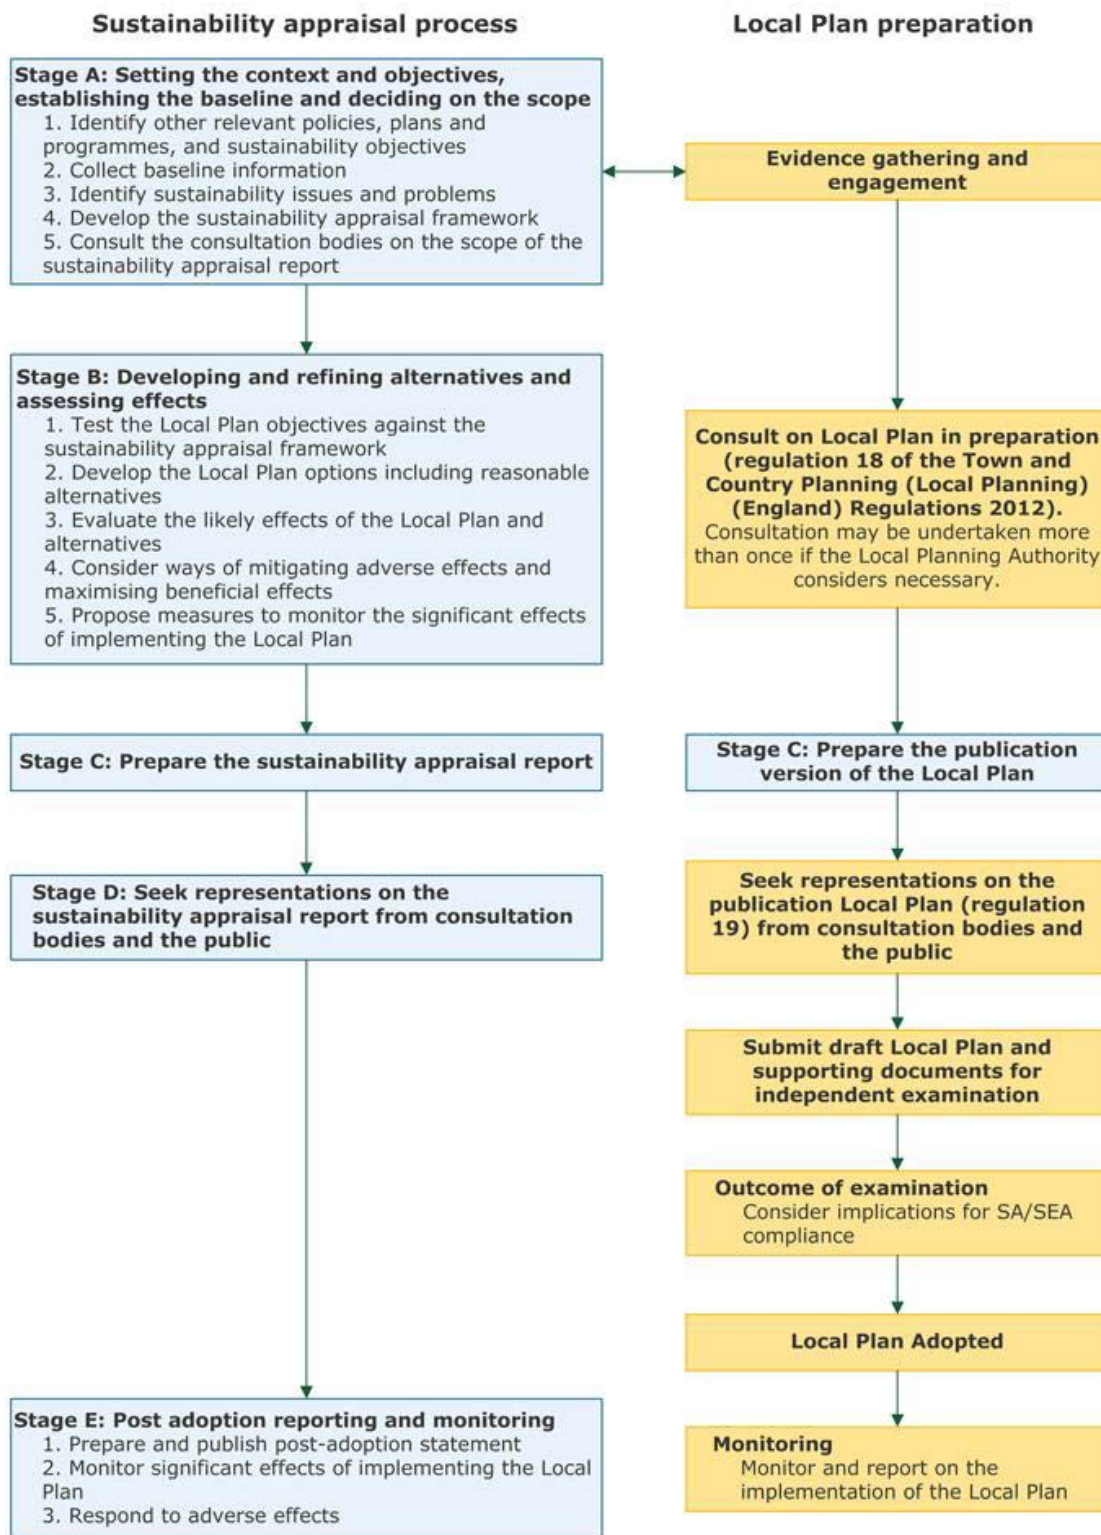 Sustainability appraisal process
Local Plan preparation
Stage A: Setting the context and objectives,
establishing the baseline and deciding on the scope
1. Identify other relevant policies, plans and
programmes, and sustainability objectives
2. Collect baseline information
3. Identify sustainability issues and problems
4. Develop the sustainability appraisal framework
5. Consult the consultation bodies on the scope of the
sustainability appraisal report
Evidence gathering and
engagement
Stage B: Developing and refining alternatives and
assessing effects
1. Test the Local Plan objectives against the
sustainability appraisal framework
2. Develop the Local Plan options including reasonable
alternatives
3. Evaluate the likely effects of the Local Plan and
alternatives
4. Consider ways of mitigating adverse effects and
maximising beneficial effects
5. Propose measures to monitor the significant effects
of implementing the Local Plan
Consult on Local Plan in preparation
(regulation 18 of the Town and
Country Planning (Local Planning)
(England) Regulations 2012).
Consultation may be undertaken more
than once if the Local Planning Authority
considers necessary.
Stage C: Prepare the sustainability appraisal report
Stage C: Prepare the publication
version of the Local Plan
Stage D: Seek representations on the
sustainability appraisal report from consultation
bodies and the public
Seek representations on the
publication Local Plan (regulation
19) from consultation bodies and
the public
Submit draft Local Plan and
supporting documents for
independent examination
Outcome of examination
Consider implications for SA/SEA
compliance
Local Plan Adopted
Stage E: Post adoption reporting and monitoring
1. Prepare and publish post-adoption statement
2. Monitor significant effects of implementing the Local
Plan
3. Respond to adverse effects
Monitoring
Monitor and report on the
implementation of the Local Plan